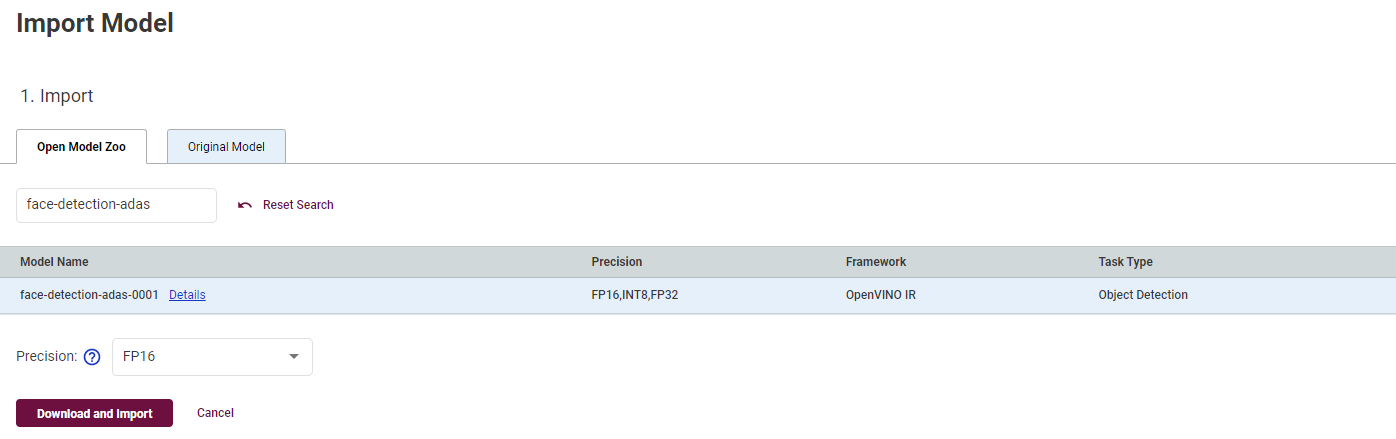 Import Model
1. Import
Open Model Zoo Original Model
face-detection-adas Reset Search
Model Name Precision Framework Task Type
face-detection-adas-0001 Details FP16,INT8,FP32 OpenVINO IR Object Detection
Precision: ? FP16
Download and Import Cancel